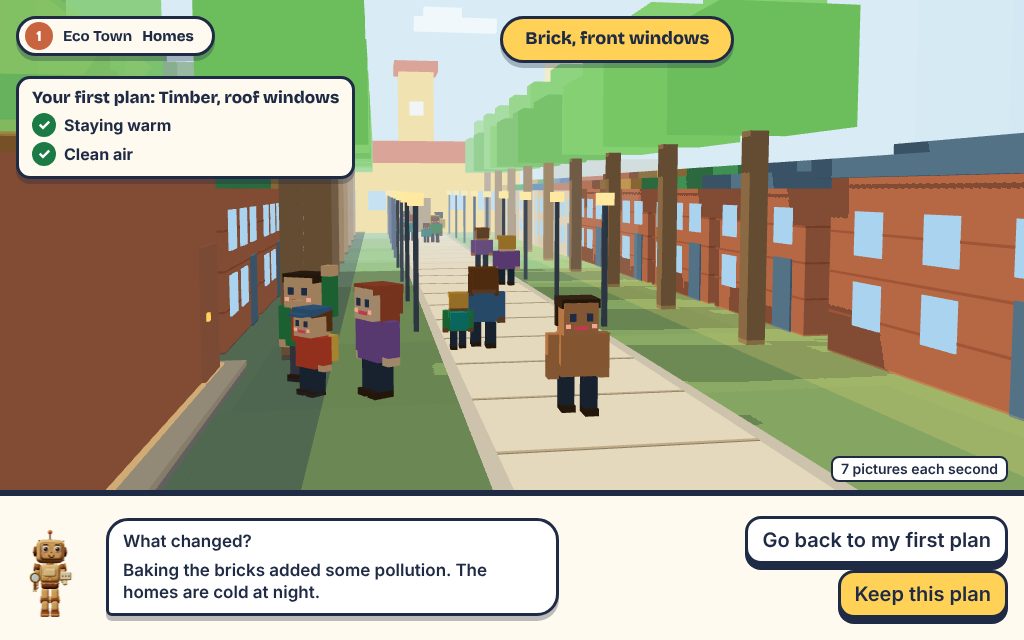 1 Eco Town Homes
Brick, front windows
Your first plan: Timber, roof windows
Staying warm
Clean air
7 pictures each second
What changed?
Baking the bricks added some pollution. The
homes are cold at night.
Go back to my first plan
Keep this plan